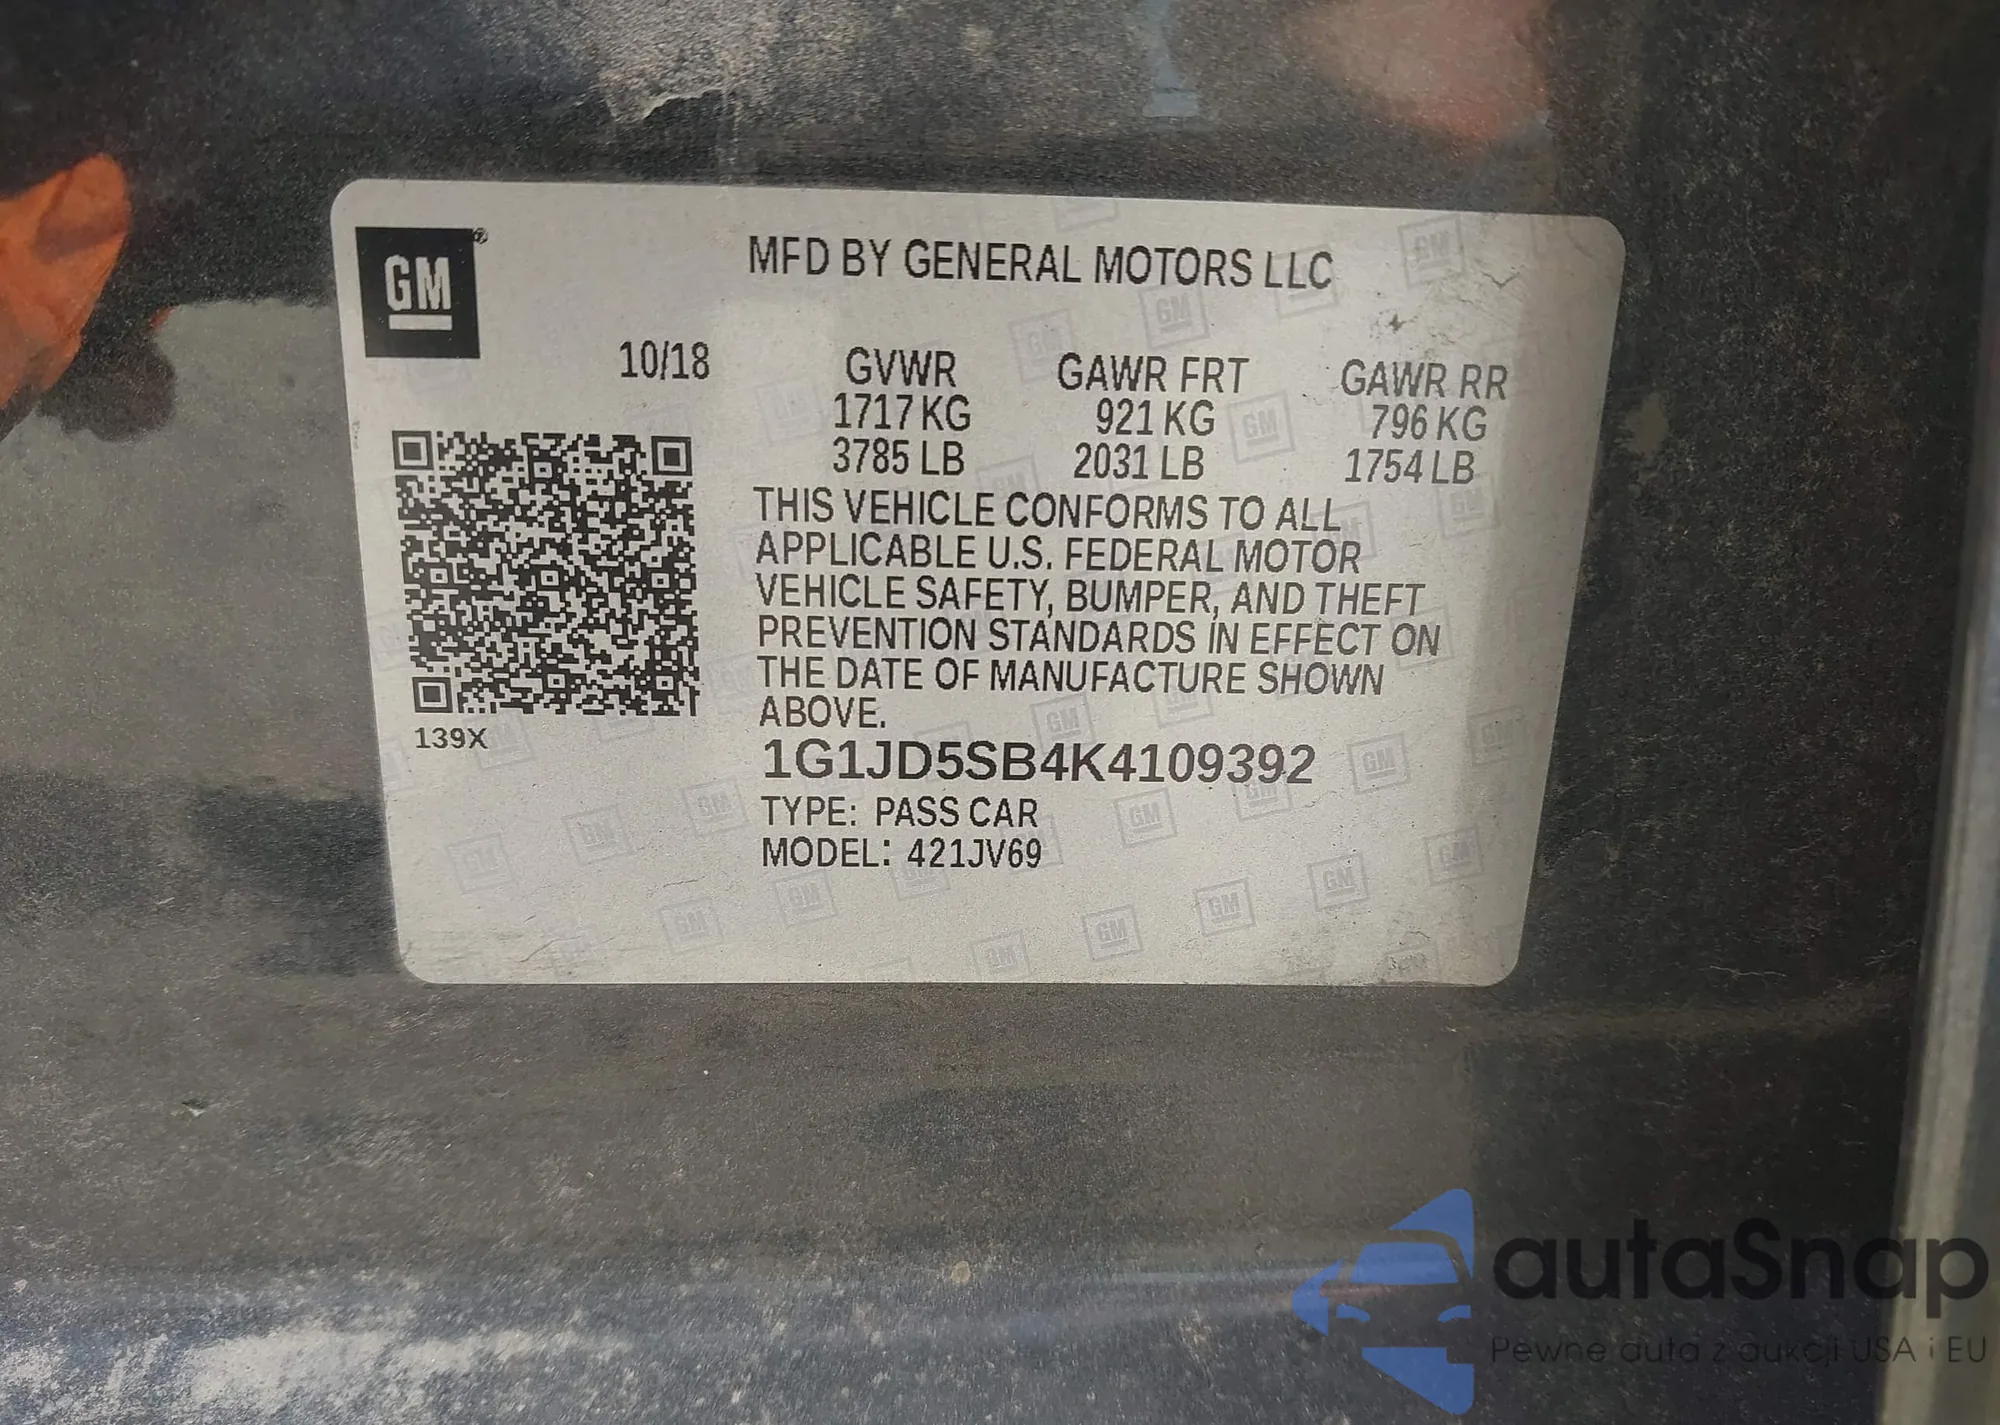 GM
MFD BY GENERAL MOTORS LLC
10/18
GVWR GAWR FRT GAWR RR
1717 KG 921 KG 796 KG
3785 LB 2031 LB 1754 LB
THIS VEHICLE CONFORMS TO ALL
APPLICABLE U.S. FEDERAL MOTOR
VEHICLE SAFETY, BUMPER, AND THEFT
PREVENTION STANDARDS IN EFFECT ON
THE DATE OF MANUFACTURE SHOWN
ABOVE.
139X
1G1JD5SB4K4109392
TYPE: PASS CAR
MODEL: 421JV69
autaSnap
Pewne auta z aukcji USA i EU